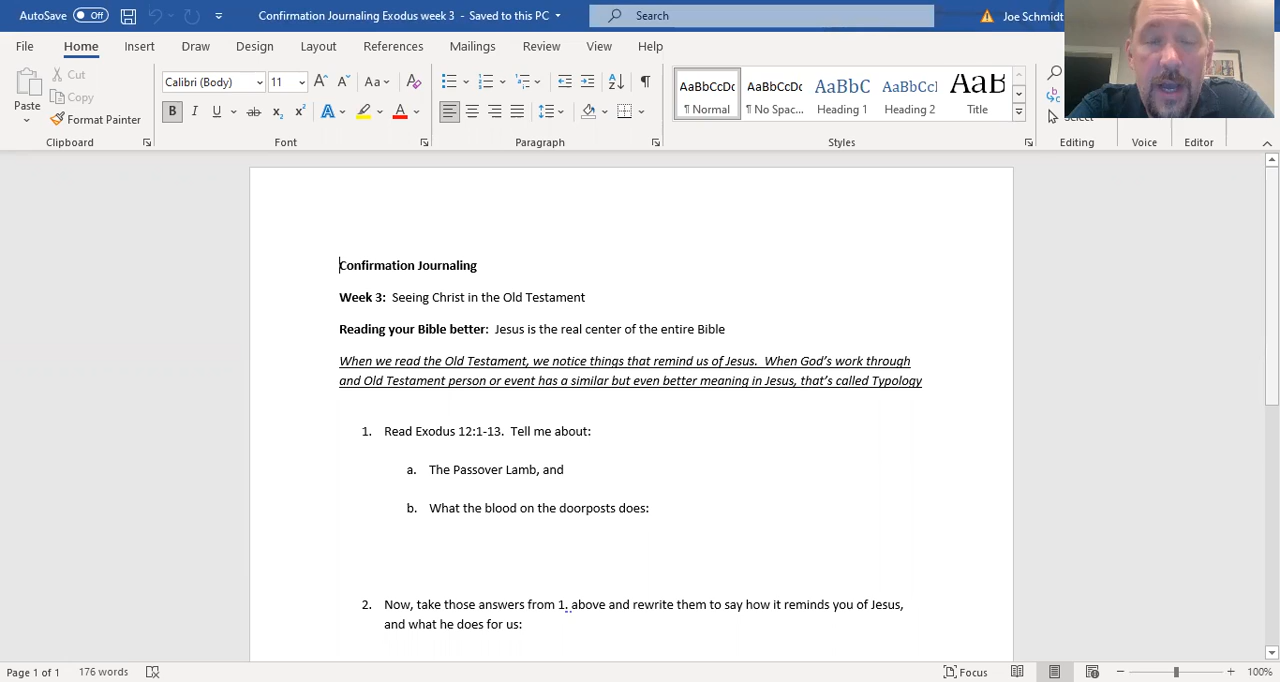 AutoSave Off Confirmation Journaling Exodus week 3 - Saved to this PC Search Joe Schmidt
File Home Insert Draw Design Layout References Mailings Review View Help
Paste Cut Copy Format Painter
Calibri (Body) 11 Aa
B I U ab x₂ x² A A
AaBbCcDc AaBbCcDc AaBbC AaBbCcI AaB
¶ Normal ¶ No Spac... Heading 1 Heading 2 Title
Select
Clipboard Font Paragraph Styles Editing Voice Editor
Confirmation Journaling
Week 3: Seeing Christ in the Old Testament
Reading your Bible better: Jesus is the real center of the entire Bible
When we read the Old Testament, we notice things that remind us of Jesus. When God's work through
and Old Testament person or event has a similar but even better meaning in Jesus, that's called Typology
1. Read Exodus 12:1-13. Tell me about:
a. The Passover Lamb, and
b. What the blood on the doorposts does:
2. Now, take those answers from 1. above and rewrite them to say how it reminds you of Jesus,
and what he does for us:
Page 1 of 1 176 words Focus 100%